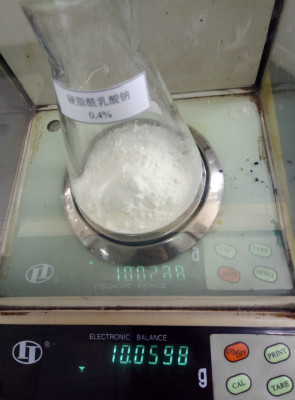 硬脂酰乳酸钠
0.4%
g
ELECTRONIC BALANCE
10.0598
g
ON/OFF
PRINT
CAL
TARE